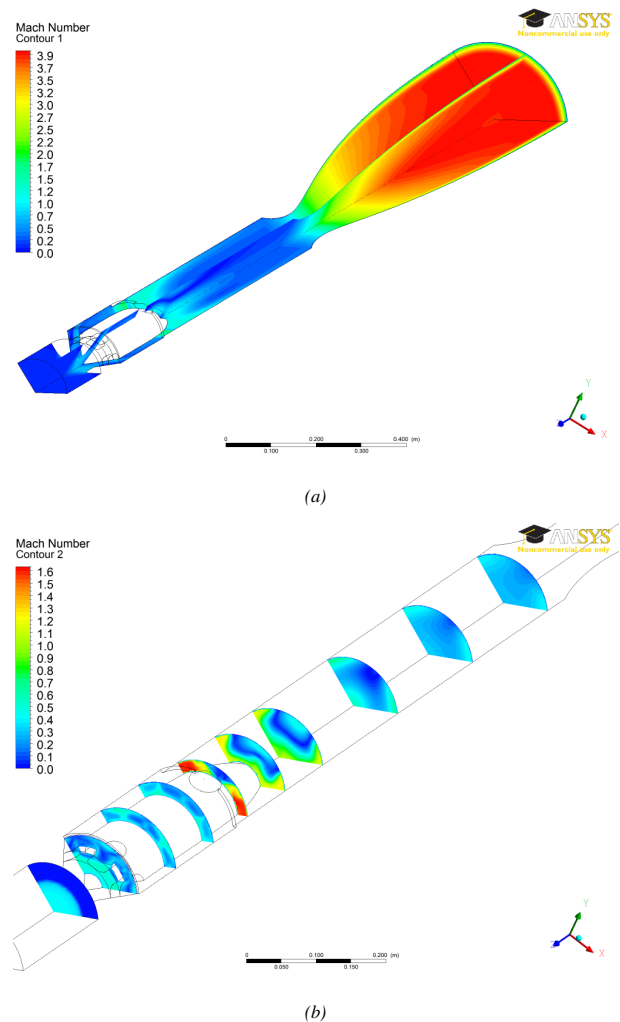 ANSYS
Noncommercial use only
Mach Number
Contour 1
3.9
3.7
3.5
3.2
3.0
2.7
2.5
2.2
2.0
1.7
1.5
1.2
1.0
0.7
0.5
0.2
0.0
Y
X
Z
0 0.200 0.400 (m)
0.100 0.300
(a)
ANSYS
Noncommercial use only
Mach Number
Contour 2
1.6
1.5
1.4
1.3
1.2
1.1
1.0
0.9
0.8
0.7
0.6
0.5
0.4
0.3
0.2
0.1
0.0
Y
X
Z
0 0.100 0.200 (m)
0.050 0.150
(b)